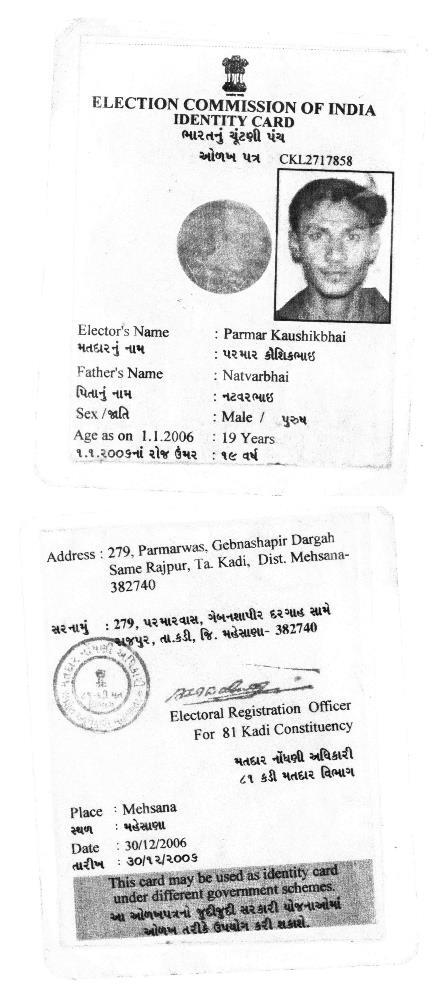 ELECTION COMMISSION OF INDIA
IDENTITY CARD
ભારતનું ચૂંટણી પંચ
ઓળખ પત્ર CKL2717858
Elector's Name : Parmar Kaushikbhai
મતદારનું નામ : પરમાર કૌશિકભાઇ
Father's Name : Natvarbhai
પિતાનું નામ : નટવરભાઇ
Sex /જાતિ : Male / પુરુષ
Age as on 1.1.2006 : 19 Years
૧.૧.૨૦૦૬નાં રોજ ઉંમર : ૧૯ વર્ષ
Address : 279, Parmarwas, Gebnashapir Dargah
Same Rajpur, Ta. Kadi, Dist. Mehsana-
382740
સરનામું : 279, પરમારવાસ, ગેબનશાપીર દરગાહ સામે
રાજપુર, તા.કડી, જિ. મહેસાણા- 382740
Electoral Registration Officer
For 81 Kadi Constituency
મતદાર નોંધણી અધિકારી
૮૧ કડી મતદાર વિભાગ
Place : Mehsana
સ્થળ : મહેસાણા
Date : 30/12/2006
તારીખ : ૩૦/૧૨/૨૦૦૬
This card may be used as identity card
under different government schemes.
આ ઓળખપત્રનો જુદીજુદી સરકારી યોજનાઓમાં
ઓળખ તરીકે ઉપયોગ કરી શકાશે.